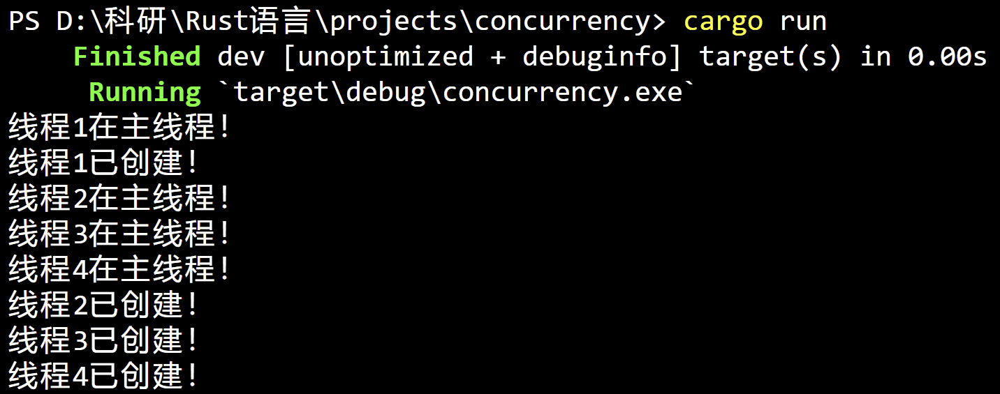 PS D:\科研\Rust语言\projects\concurrency> cargo run
Finished dev [unoptimized + debuginfo] target(s) in 0.00s
Running `target\debug\concurrency.exe`
线程1在主线程!
线程1已创建!
线程2在主线程!
线程3在主线程!
线程4在主线程!
线程2已创建!
线程3已创建!
线程4已创建!